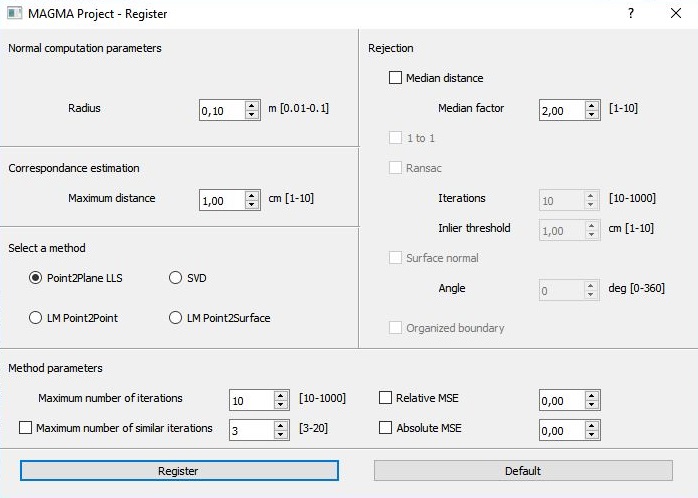 MAGMA Project - Register
? ×
Normal computation parameters
Radius 0,10 m [0.01-0.1]
Correspondance estimation
Maximum distance 1,00 cm [1-10]
Select a method
Point2Plane LLS SVD
LM Point2Point LM Point2Surface
Rejection
Median distance
Median factor 2,00 [1-10]
1 to 1
Ransac
Iterations 10 [10-1000]
Inlier threshold 1,00 cm [1-10]
Surface normal
Angle 0 deg [0-360]
Organized boundary
Method parameters
Maximum number of iterations 10 [10-1000] Relative MSE 0,00
Maximum number of similar iterations 3 [3-20] Absolute MSE 0,00
Register Default